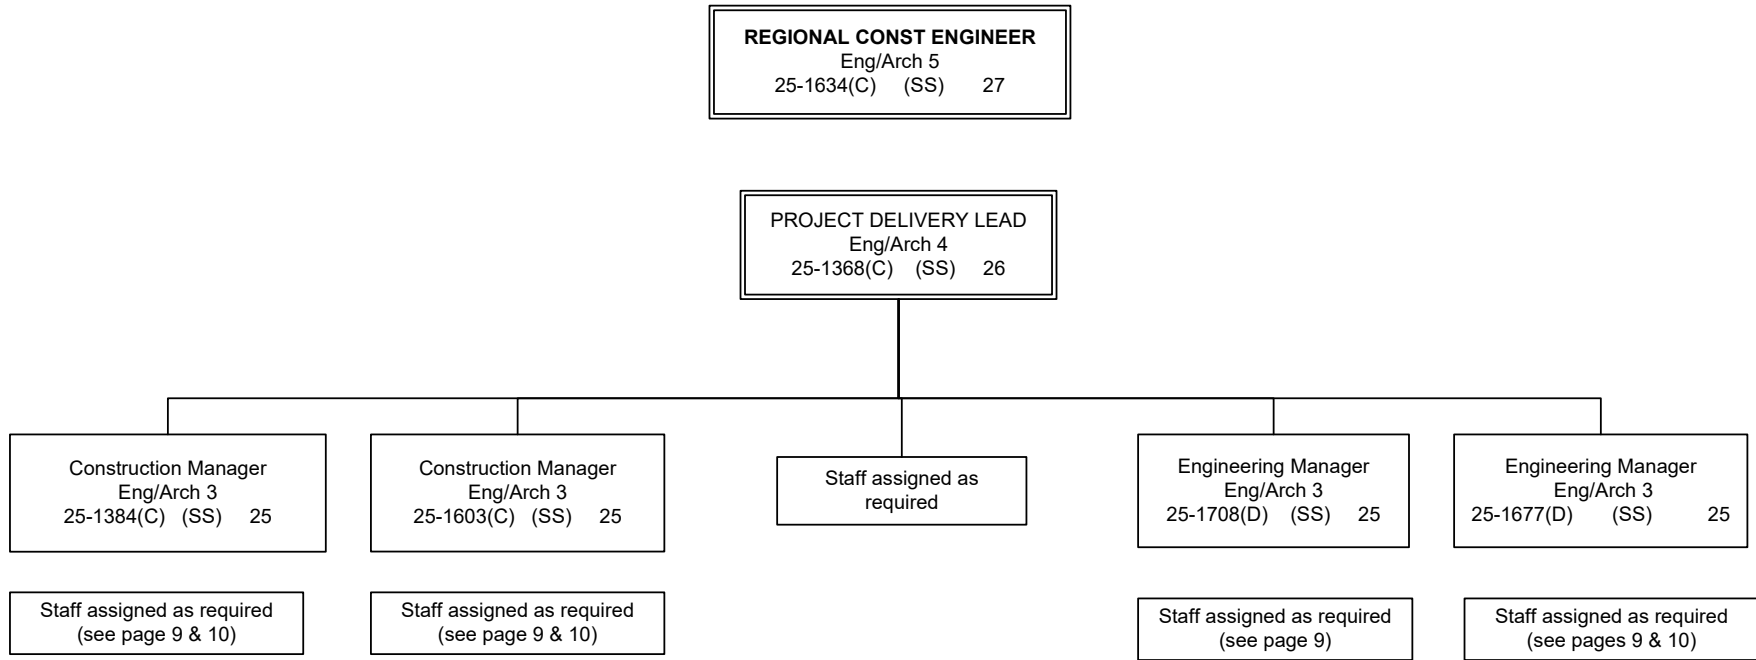 REGIONAL CONST ENGINEER
Eng/Arch 5
25-1634(C) (SS) 27
PROJECT DELIVERY LEAD
Eng/Arch 4
25-1368(C) (SS) 26
Construction Manager
Eng/Arch 3
25-1384(C) (SS) 25
Construction Manager
Eng/Arch 3
25-1603(C) (SS) 25
Staff assigned as
required
Engineering Manager
Eng/Arch 3
25-1708(D) (SS) 25
Engineering Manager
Eng/Arch 3
25-1677(D) (SS) 25
Staff assigned as required
(see page 9 & 10)
Staff assigned as required
(see page 9 & 10)
Staff assigned as required
(see page 9)
Staff assigned as required
(see pages 9 & 10)